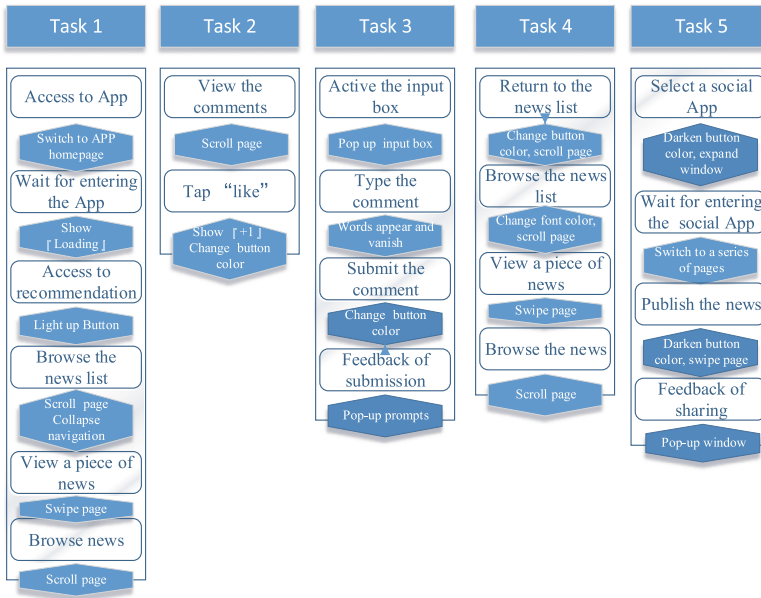 Task 1
Access to App
Switch to APP
homepage
Wait for entering
the App
Show
「Loading」
Access to
recommendation
Light up Button
Browse the
news list
Scroll page
Collapse
navigation
View a piece of
news
Swipe page
Browse news
Scroll page
Task 2
View the
comments
Scroll page
Tap “like”
Show 「+1」
Change button
color
Task 3
Active the input
box
Pop up input box
Type the
comment
Words appear and
vanish
Submit the
comment
Change button
color
Feedback of
submission
Pop-up prompts
Task 4
Return to the
news list
Change button
color, scroll page
Browse the news
list
Change font color,
scroll page
View a piece of
news
Swipe page
Browse the news
Scroll page
Task 5
Select a social
App
Darken button
color, expand
window
Wait for entering
the social App
Switch to a series
of pages
Publish the news
Darken button
color, swipe page
Feedback of
sharing
Pop-up window